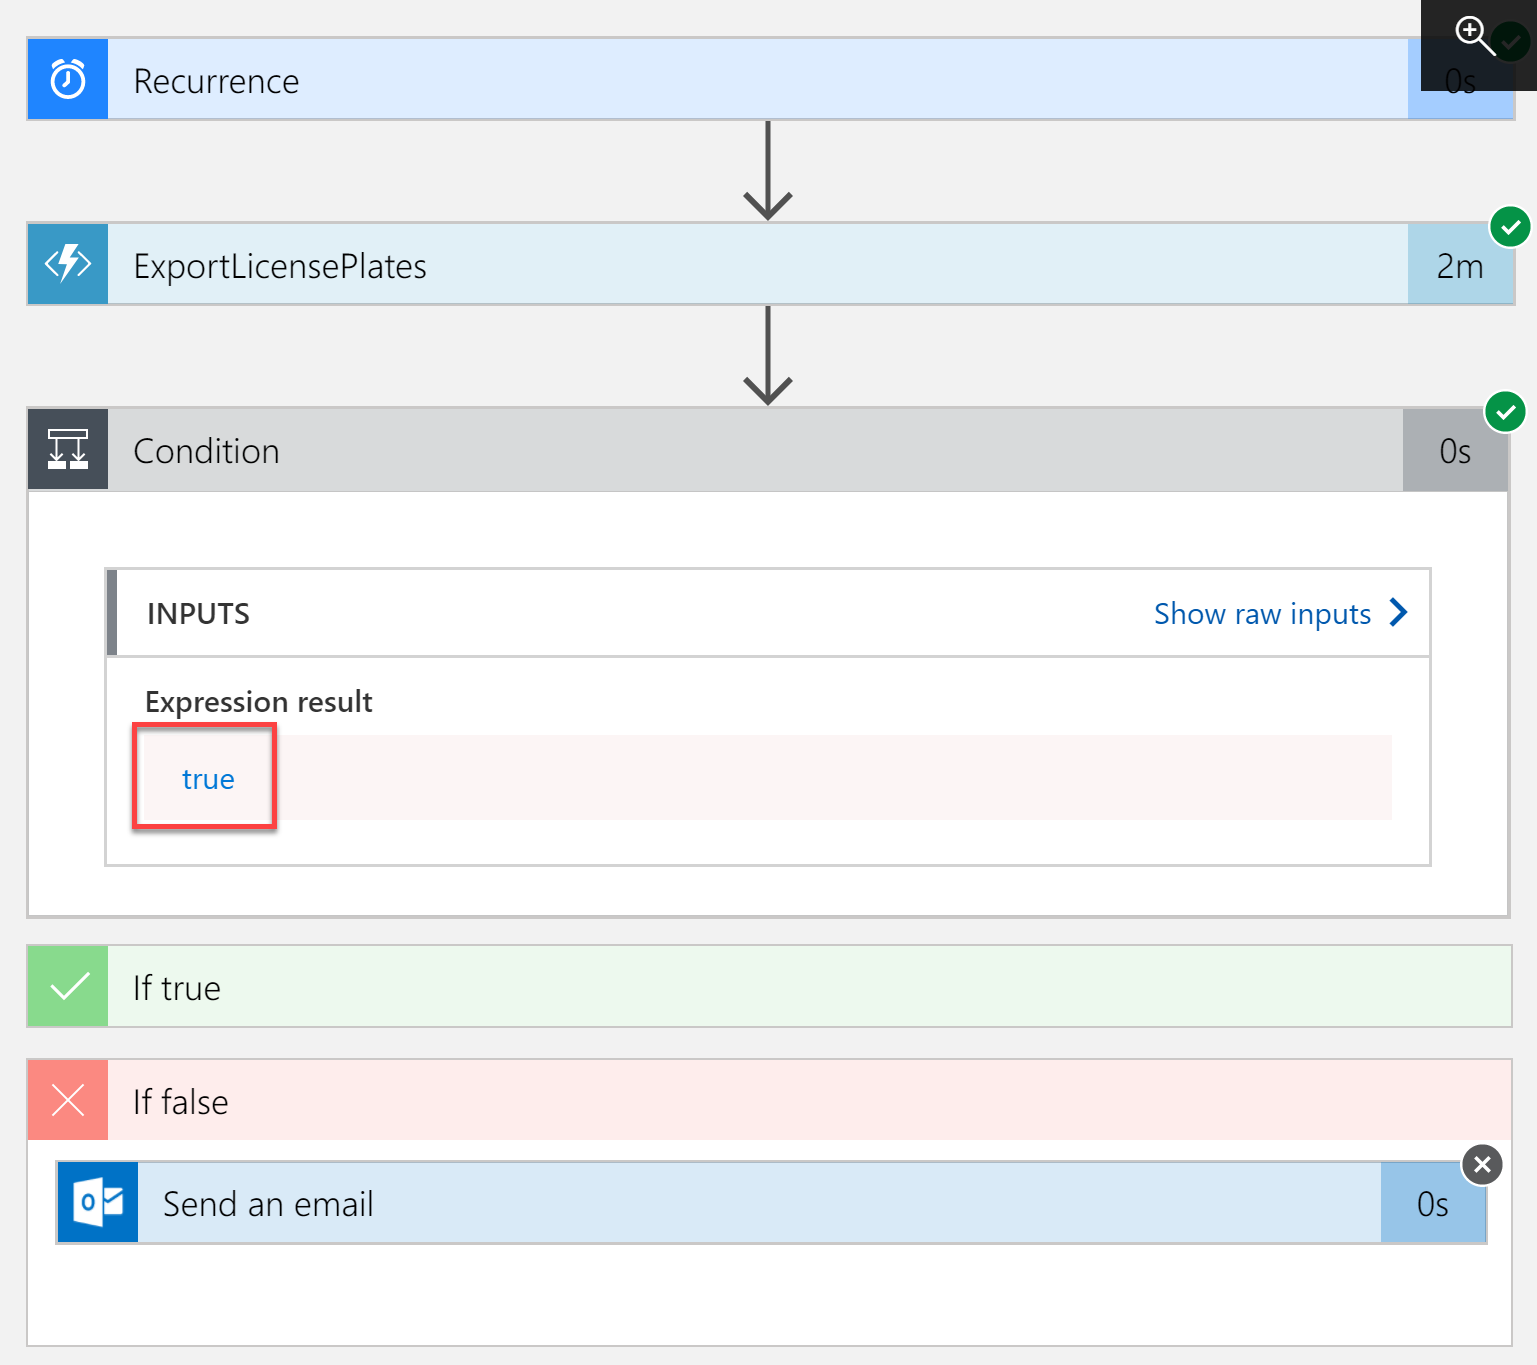 Recurrence
0s
ExportLicensePlates
2m
Condition
0s
INPUTS
Show raw inputs
Expression result
true
If true
If false
Send an email
0s